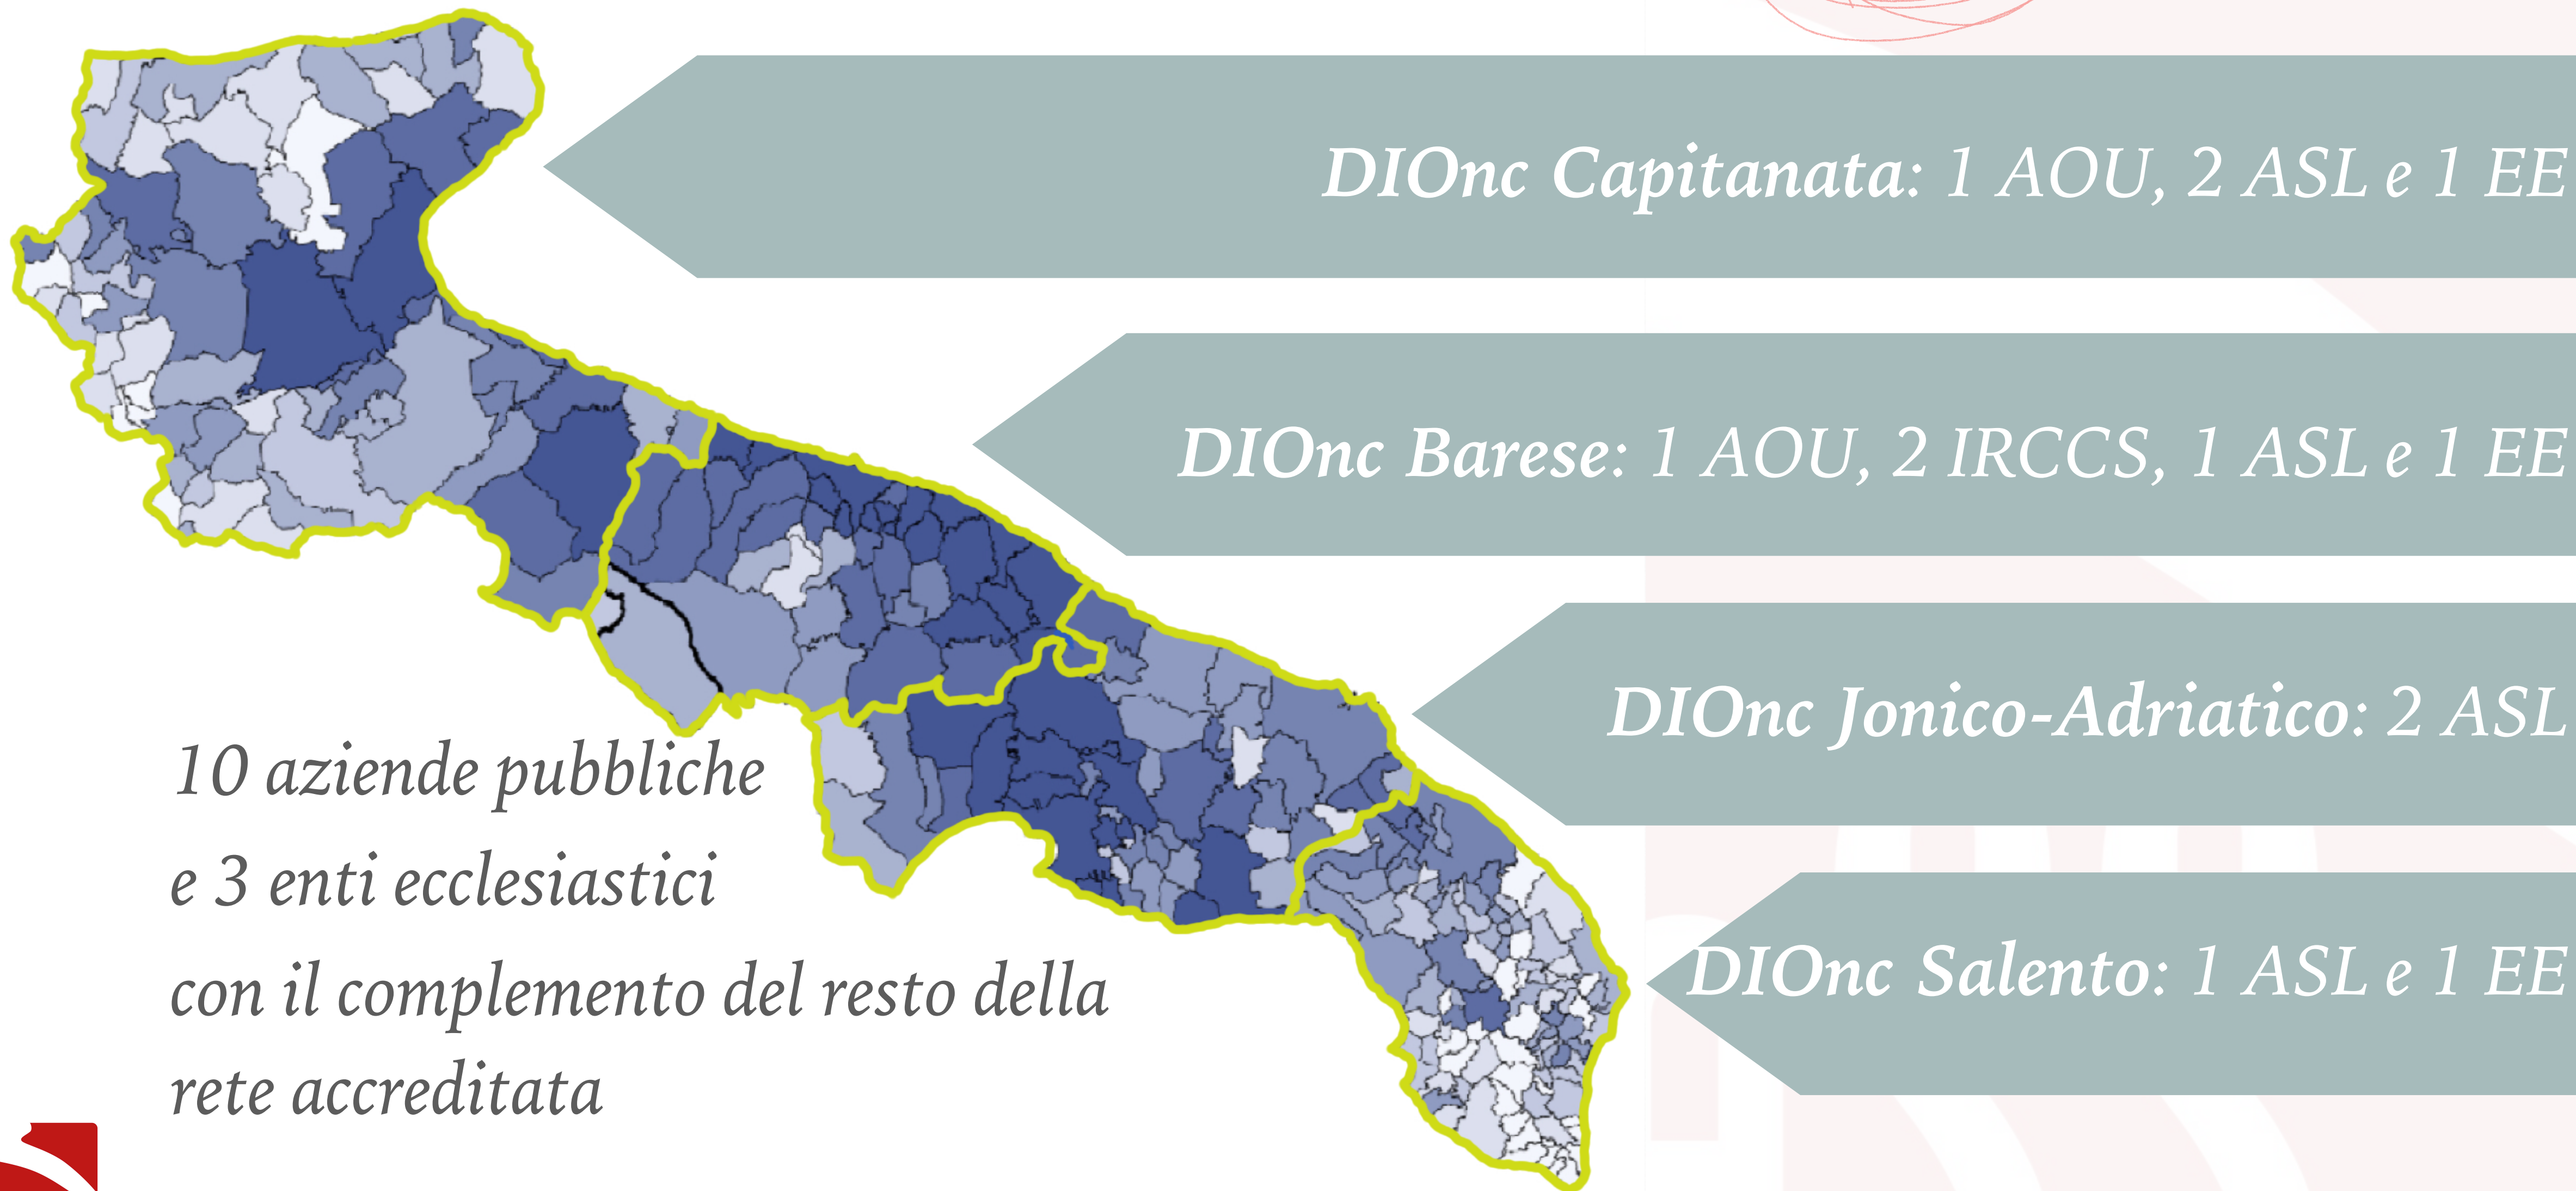 DIOnc Capitanata: 1 AOU, 2 ASL e 1 EE
DIOnc Barese: 1 AOU, 2 IRCCS, 1 ASL e 1 EE
DIOnc Jonico-Adriatico: 2 ASL
DIOnc Salento: 1 ASL e 1 EE
10 aziende pubbliche
e 3 enti ecclesiastici
con il complemento del resto della
rete accreditata